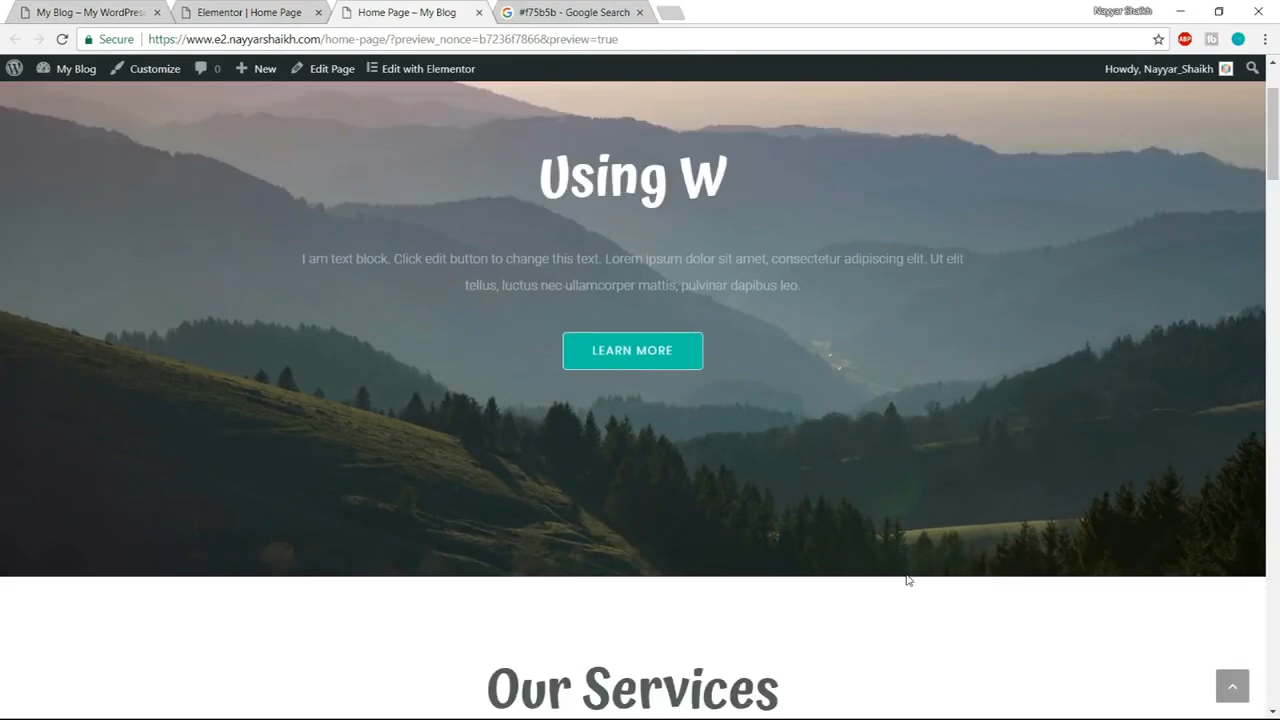 My Blog – My WordPress
Elementor | Home Page
Home Page – My Blog
#f75b5b - Google Search
Nayyar Shaikh
Secure
https://www.e2.nayyarshaikh.com/home-page/?preview_nonce=b7236f7866&preview=true
ABP
tb
My Blog
Customize
0
New
Edit Page
Edit with Elementor
Howdy, Nayyar_Shaikh
Using W
I am text block. Click edit button to change this text. Lorem ipsum dolor sit amet, consectetur adipiscing elit. Ut elit
tellus, luctus nec ullamcorper mattis, pulvinar dapibus leo.
LEARN MORE
Our Services